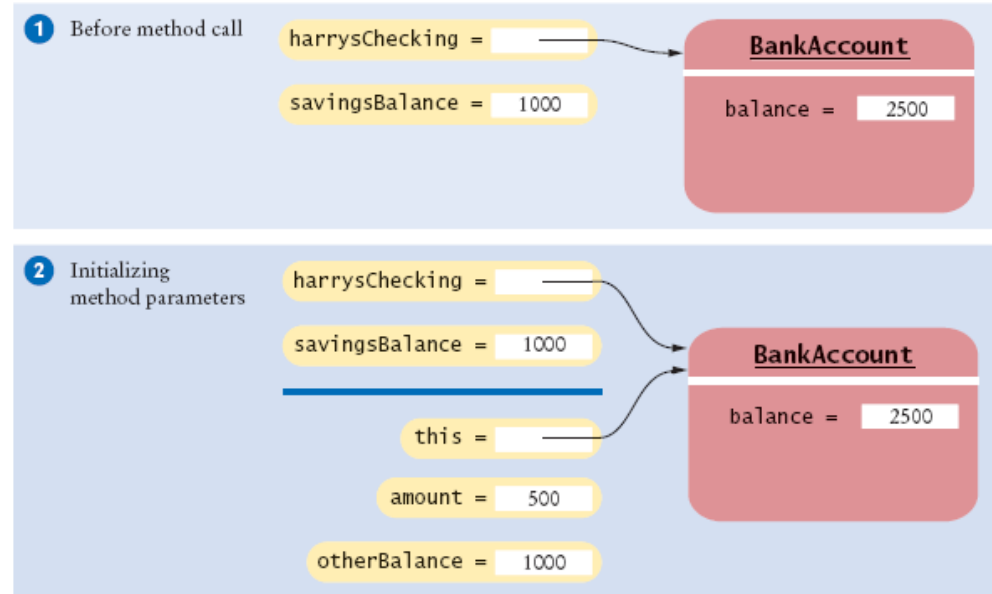 1 Before method call
harrysChecking =
BankAccount
savingsBalance = 1000
balance = 2500
2 Initializing
method parameters
harrysChecking =
savingsBalance = 1000
BankAccount
this =
balance = 2500
amount = 500
otherBalance = 1000